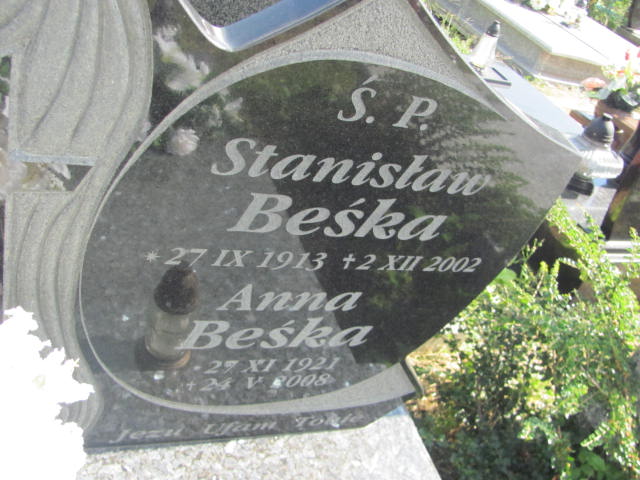 Ś. P.
Stanisław
Beśka
*27 IX 1913 +2 XII 2002
Anna
Beśka
27 XI 1921
+24 V 2008
Jezu Ufam Tobie